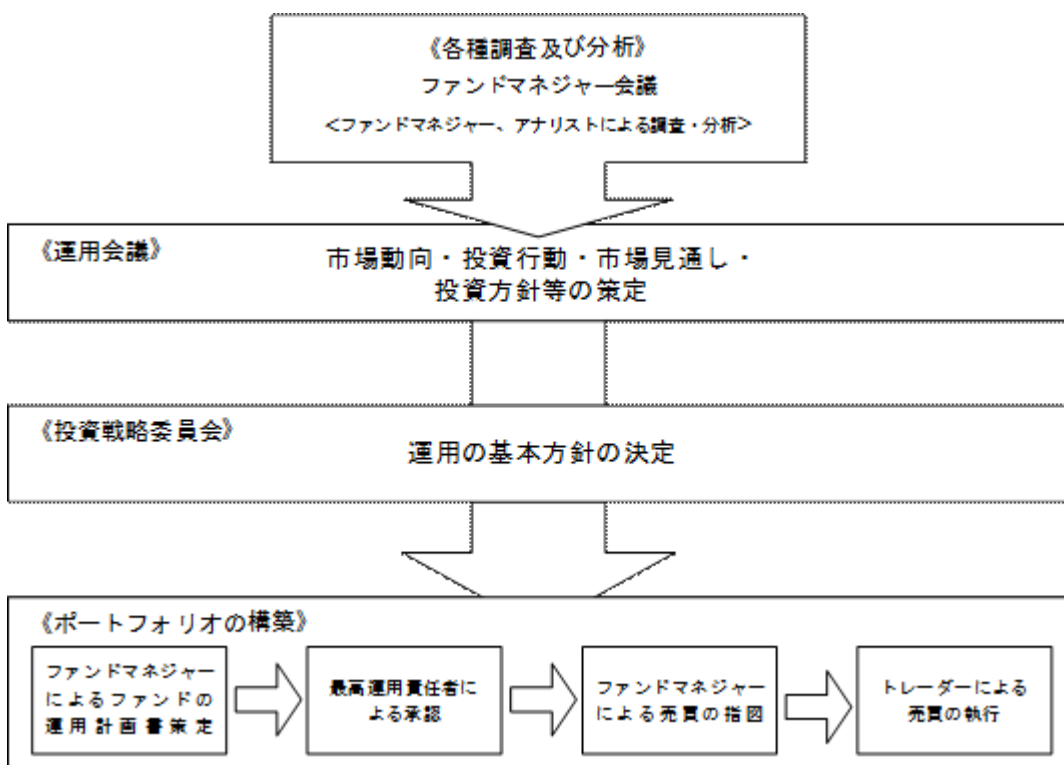 《各種調査及び分析》
ファンドマネジャー会議
<ファンドマネジャー、アナリストによる調査・分析>
《運用会議》
市場動向・投資行動・市場見通し・
投資方針等の策定
《投資戦略委員会》
運用の基本方針の決定
《ポートフォリオの構築》
ファンドマネジャー
によるファンドの
運用計画書策定
最高運用責任者に
よる承認
ファンドマネジャー
による売買の指図
トレーダーによる
売買の執行